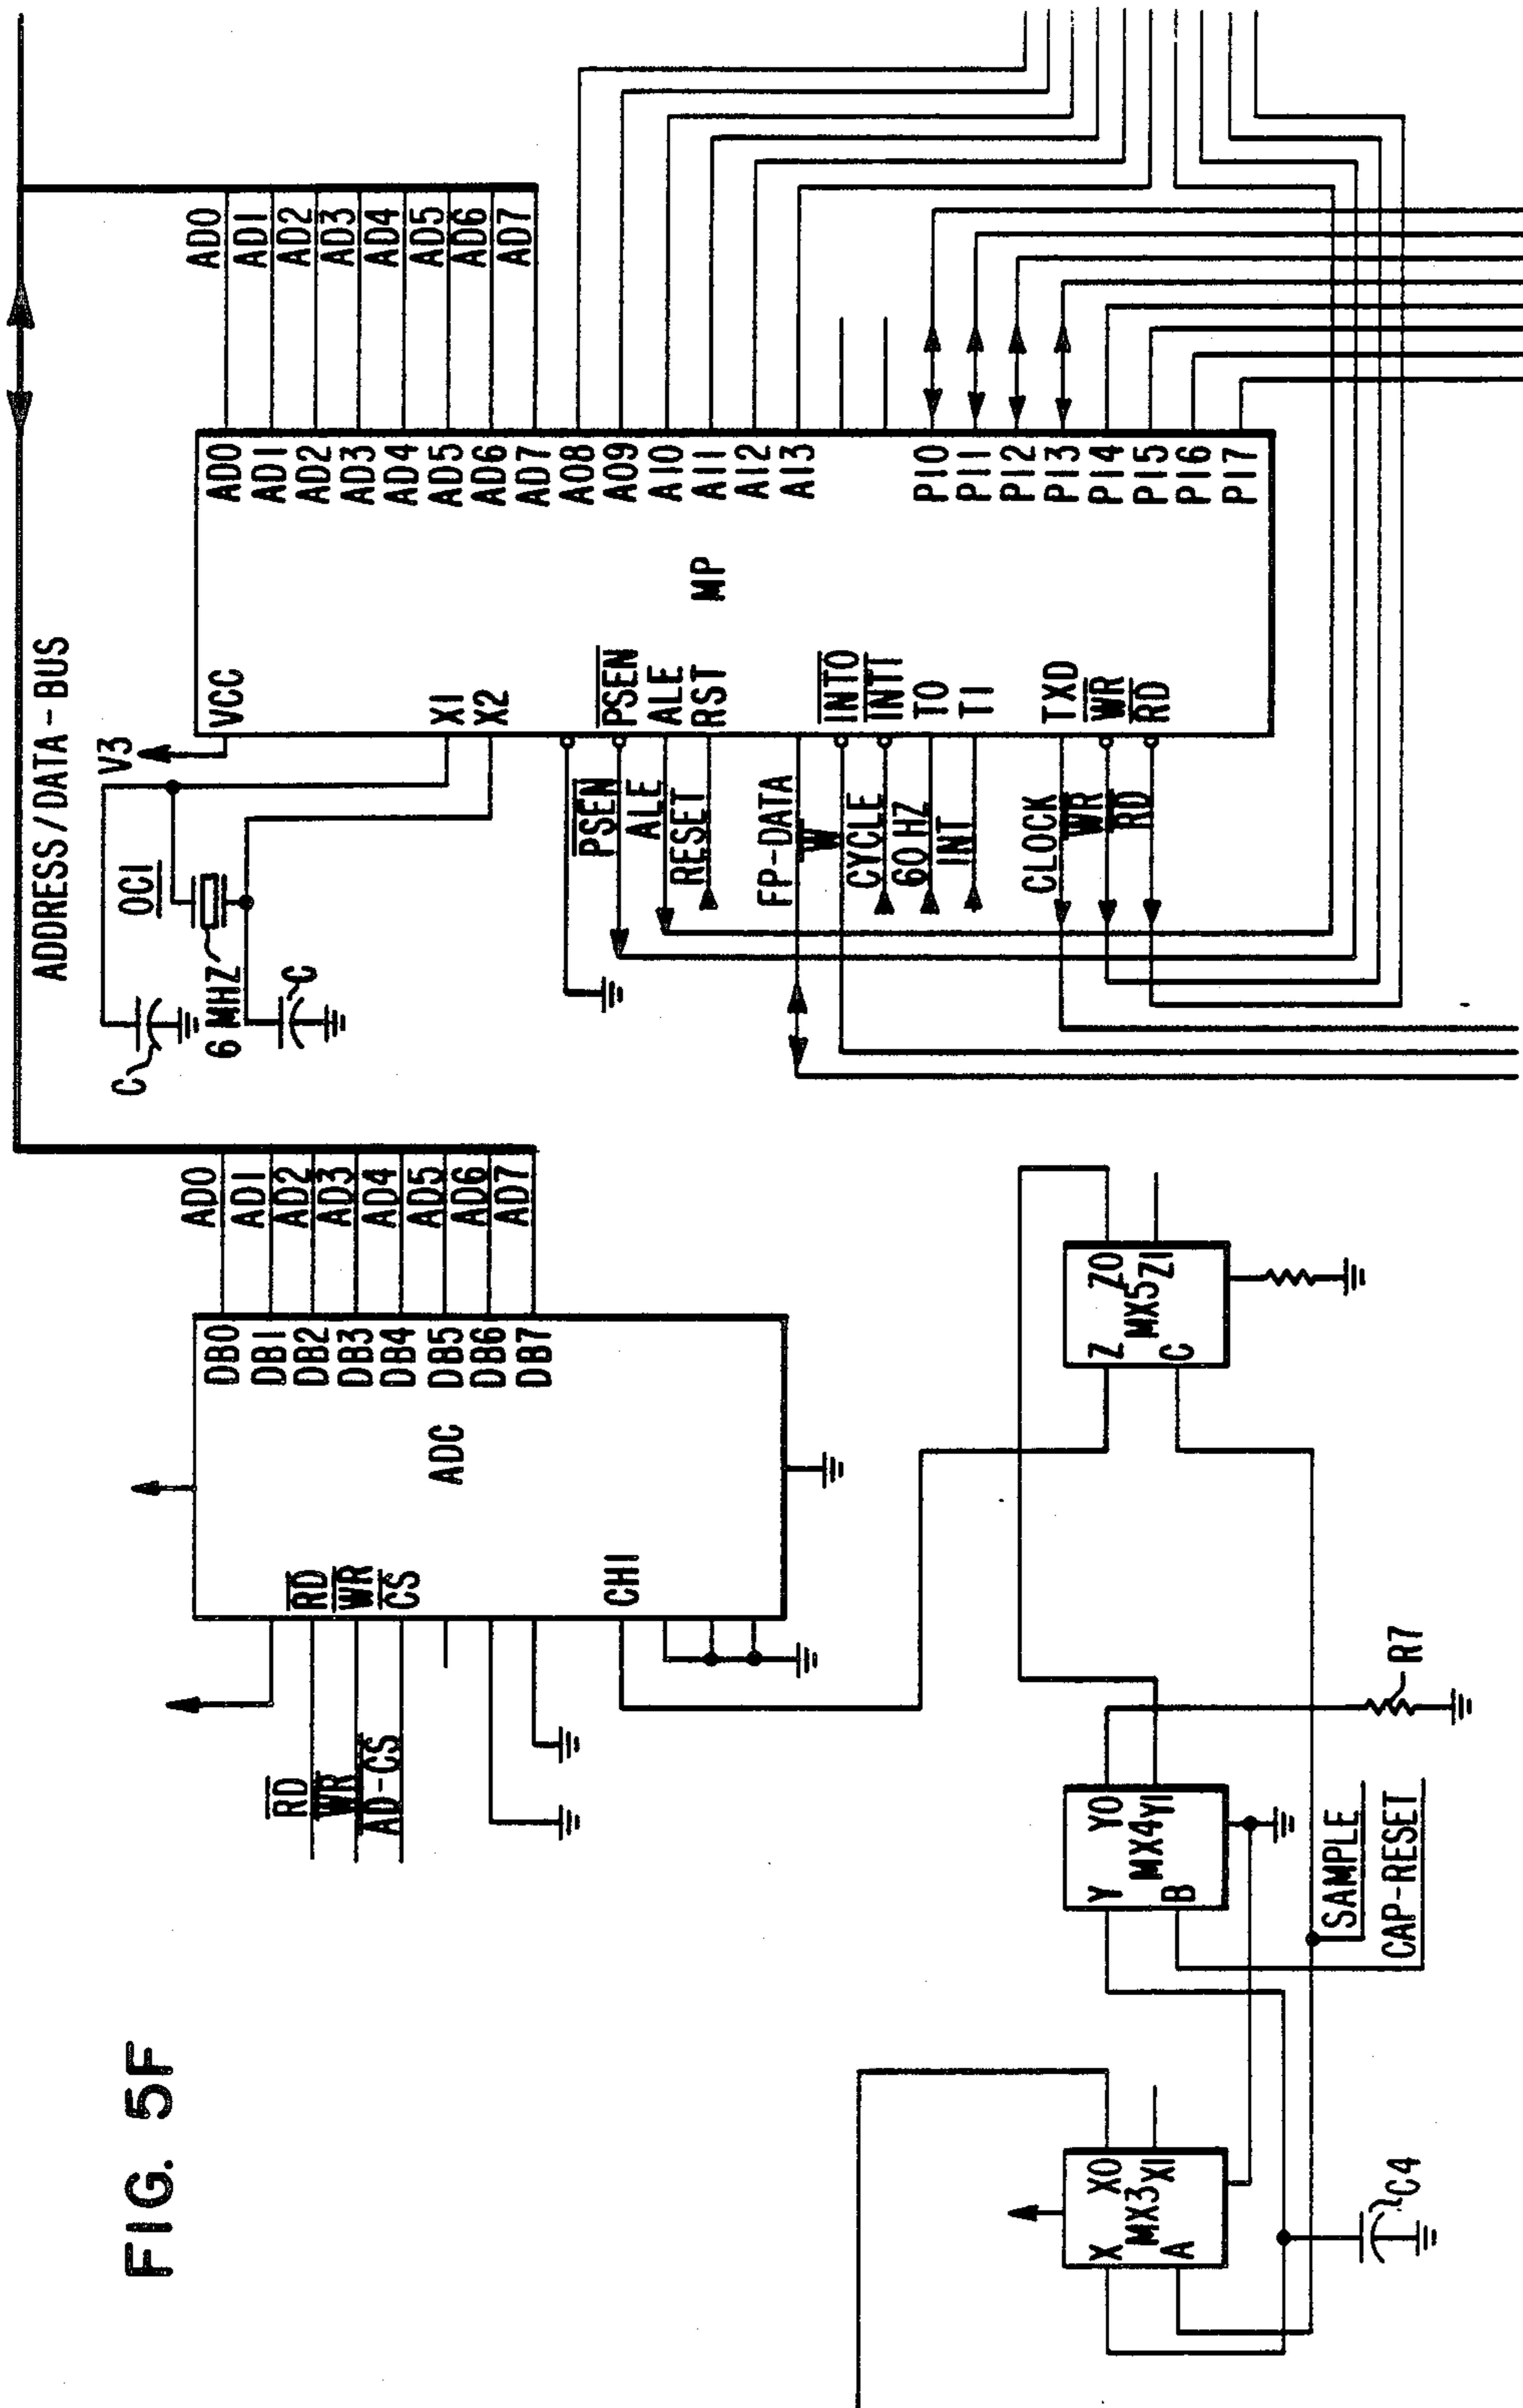 FIG. 5F
ADDRESS/DATA-BUS
RD
WR
AD-CS
RD
WR
CS
CH1
ADC
DB0
DB1
DB2
DB3
DB4
DB5
DB6
DB7
AD0
AD1
AD2
AD3
AD4
AD5
AD6
AD7
C
6 MHZ
C
OC1
V3
PSEN
ALE
RESET
FP-DATA
W
CYCLE
60 HZ
INT
CLOCK
WR
RD
VCC
X1
X2
PSEN
ALE
RST
INT0
INT1
T0
T1
TXD
WR
RD
MP
AD0
AD1
AD2
AD3
AD4
AD5
AD6
AD7
A08
A09
A10
A11
A12
A13
P10
P11
P12
P13
P14
P15
P16
P17
AD0
AD1
AD2
AD3
AD4
AD5
AD6
AD7
X X0
MX3
A X1
C4
Y Y0
MX4
B Y1
SAMPLE
CAP-RESET
R7
Z Z0
MX5
C Z1